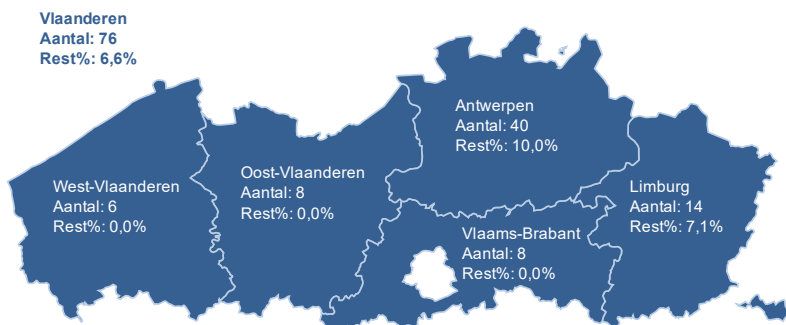 Vlaanderen
Aantal: 76
Rest%: 6,6%
Antwerpen
Aantal: 40
Rest%: 10,0%
West-Vlaanderen
Aantal: 6
Rest%: 0,0%
Oost-Vlaanderen
Aantal: 8
Rest%: 0,0%
Limburg
Aantal: 14
Rest%: 7,1%
Vlaams-Brabant
Aantal: 8
Rest%: 0,0%